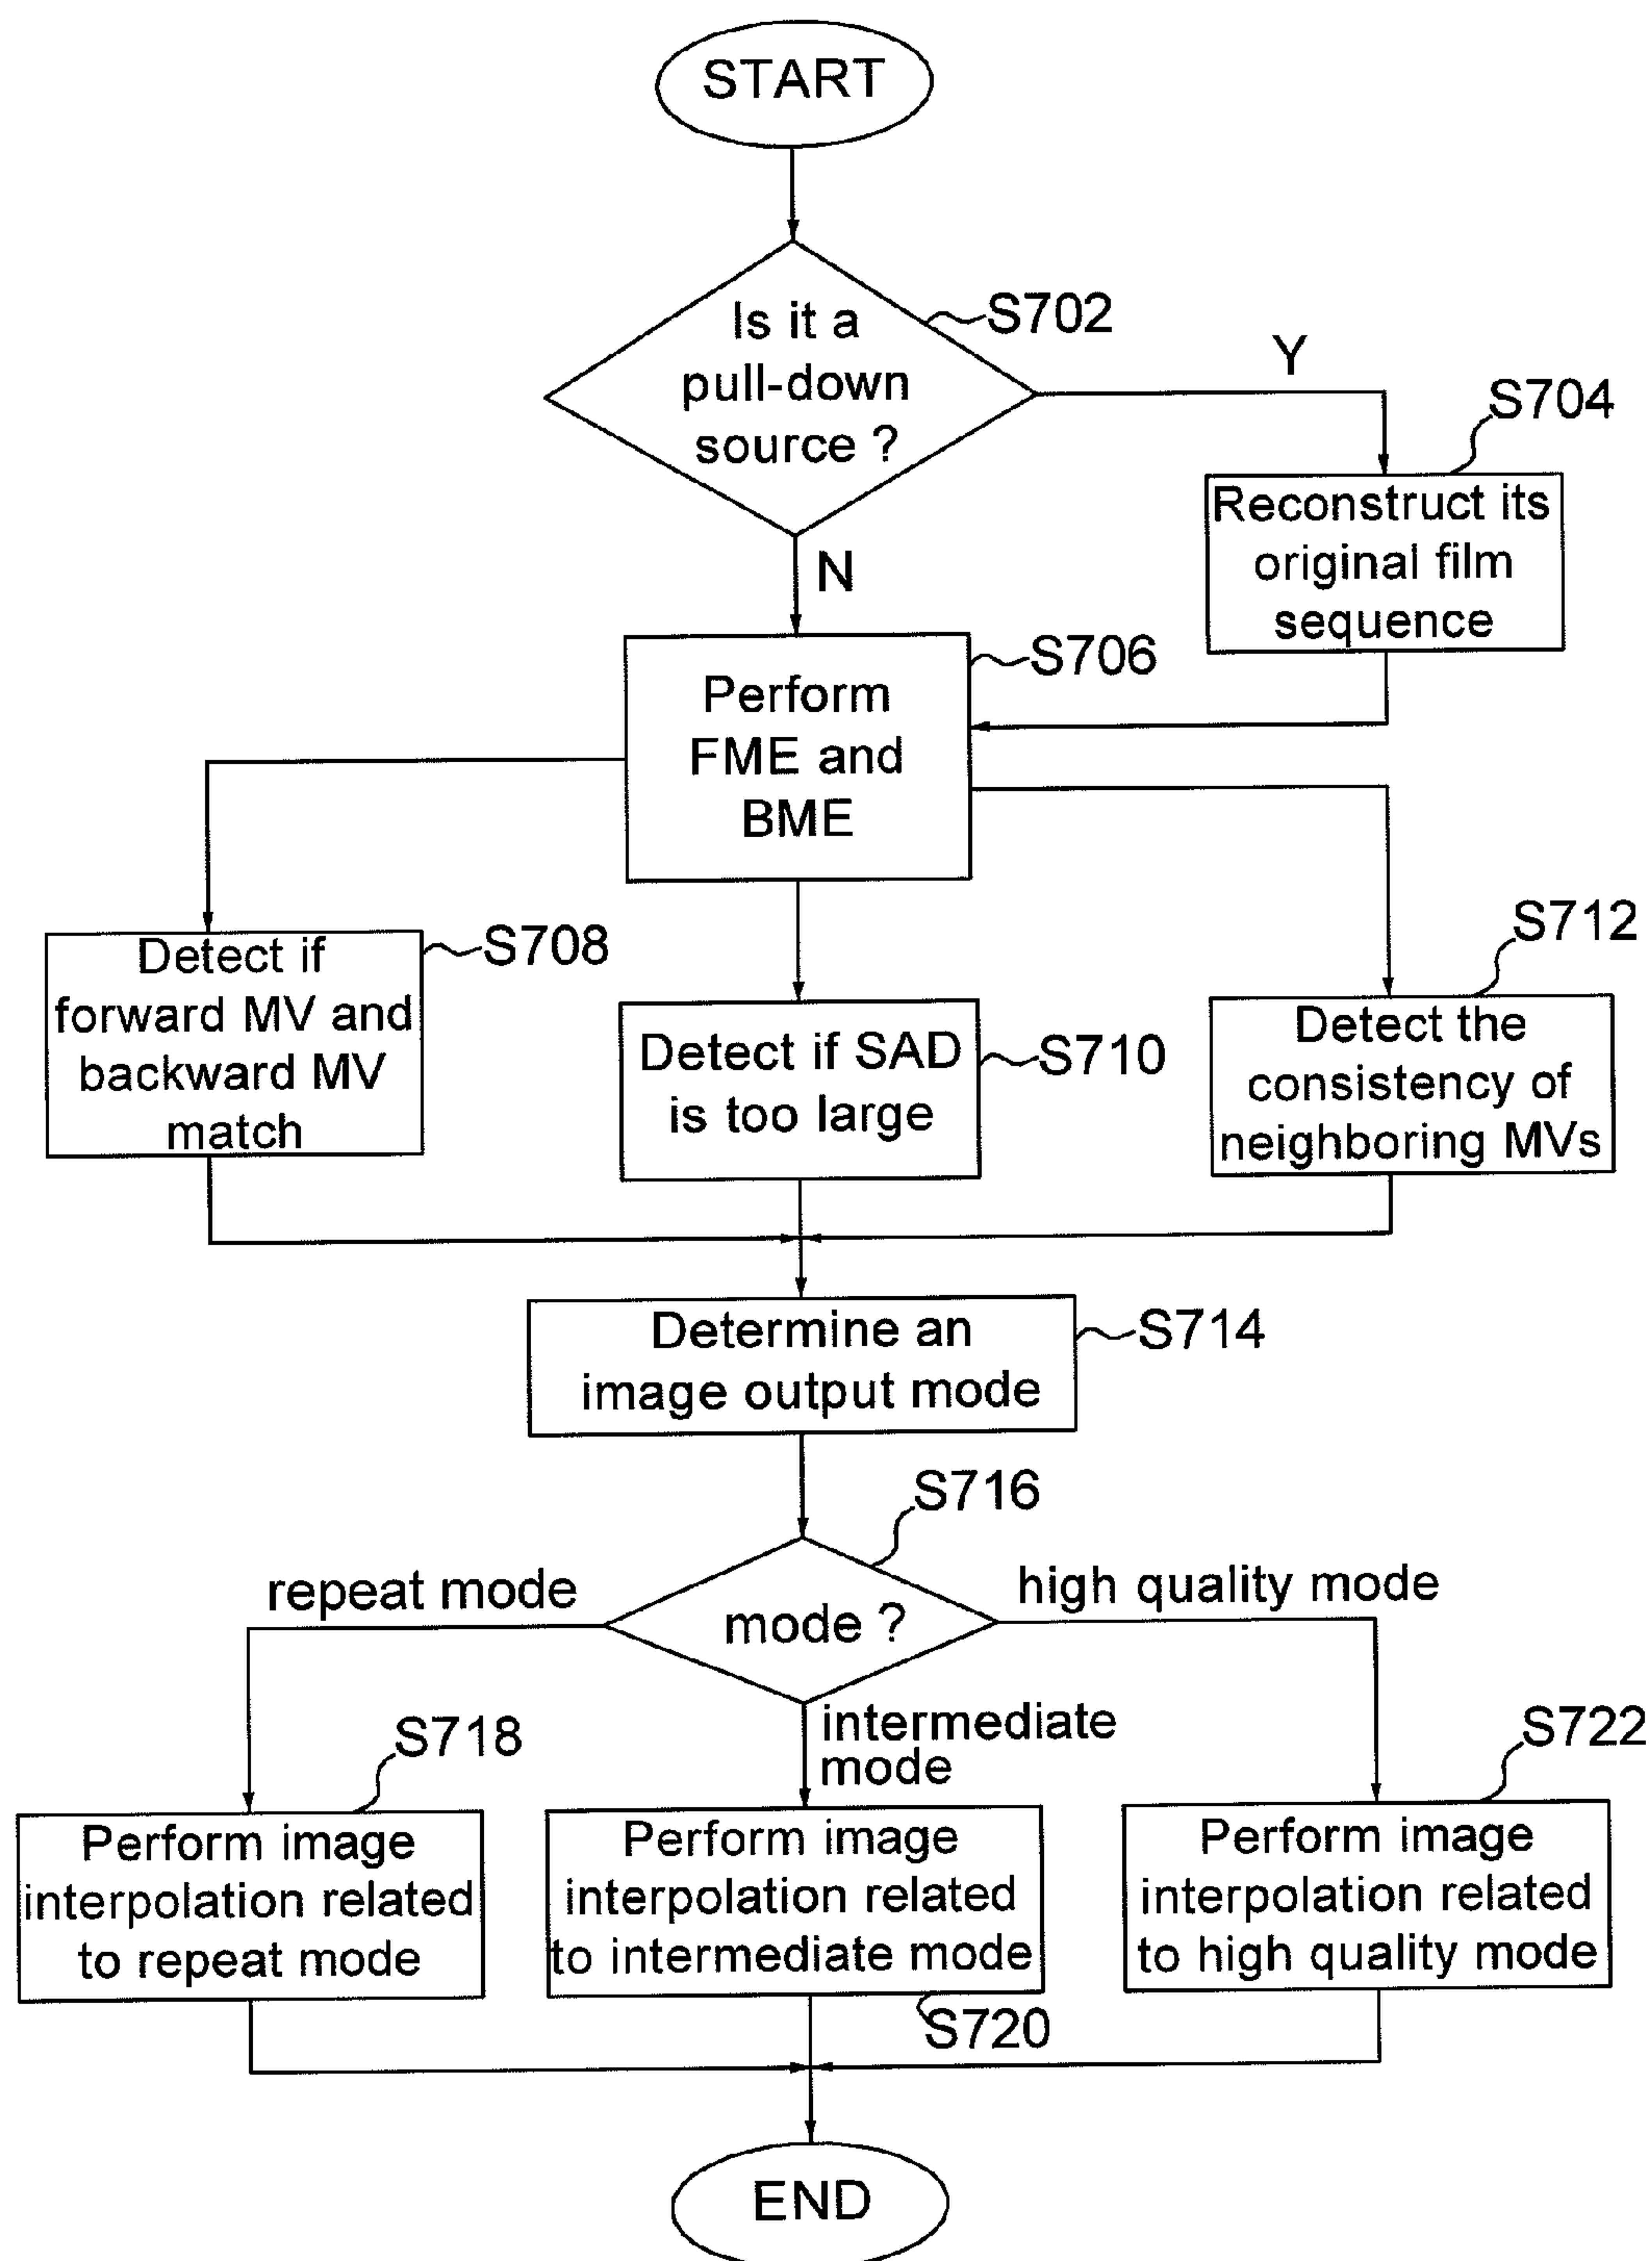 START
Is it a
pull-down
source ?
S702
Y
S704
Reconstruct its
original film
sequence
N
S706
Perform
FME and
BME
S708
Detect if
forward MV and
backward MV
match
S710
Detect if SAD
is too large
S712
Detect the
consistency of
neighboring MVs
S714
Determine an
image output mode
S716
mode ?
repeat mode
high quality mode
intermediate
mode
S718
Perform image
interpolation related
to repeat mode
Perform image
interpolation related
to intermediate mode
S720
S722
Perform image
interpolation related
to high quality mode
END